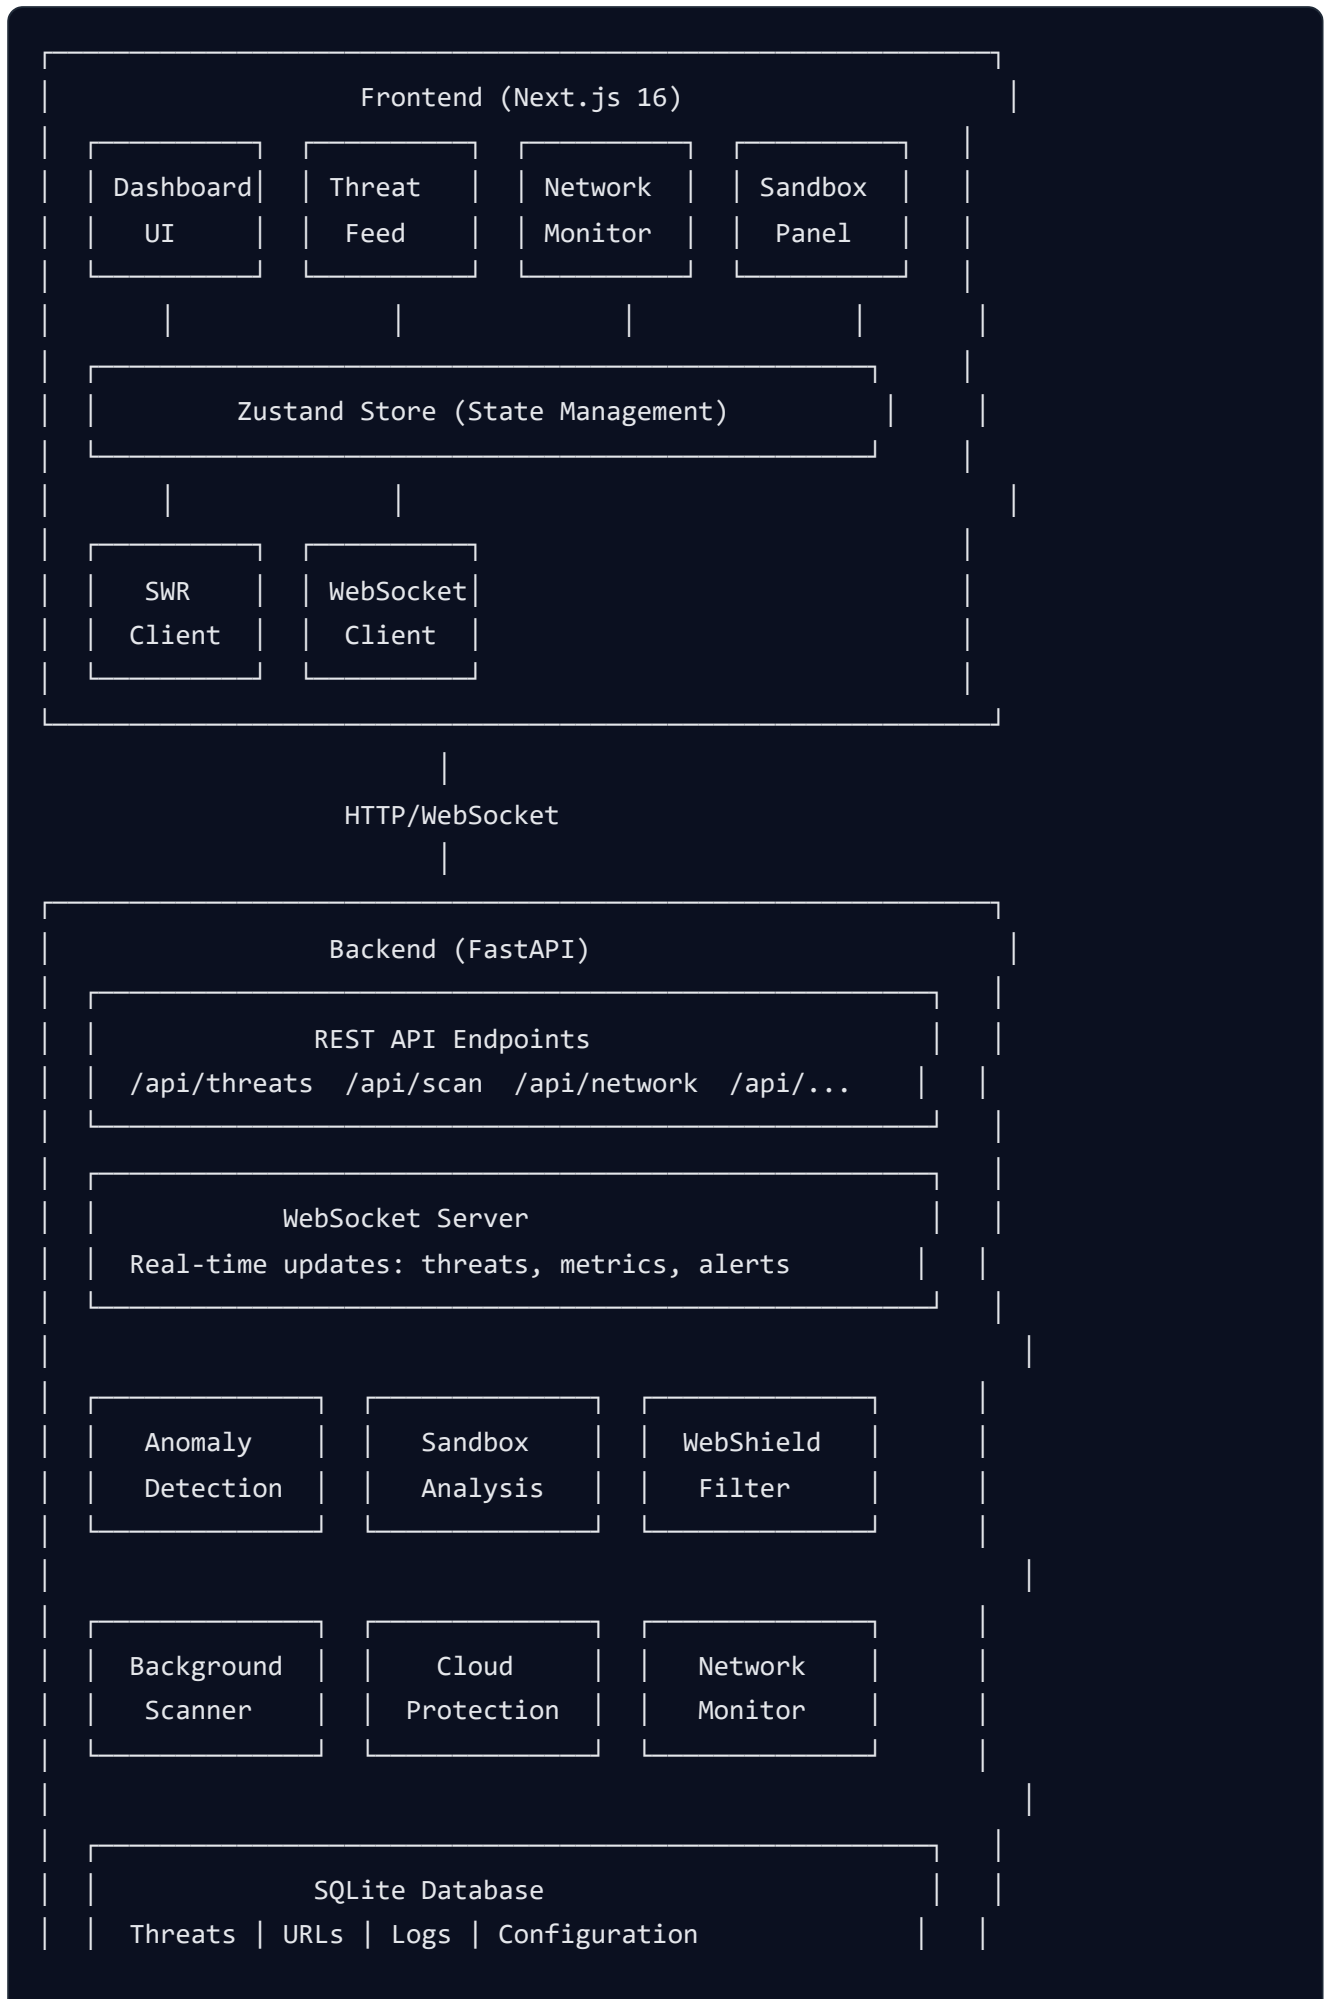 Frontend (Next.js 16)
Dashboard Threat Network Sandbox
UI Feed Monitor Panel
Zustand Store (State Management)
SWR WebSocket
Client Client
HTTP/WebSocket
Backend (FastAPI)
REST API Endpoints
/api/threats /api/scan /api/network /api/...
WebSocket Server
Real-time updates: threats, metrics, alerts
Anomaly Sandbox WebShield
Detection Analysis Filter
Background Cloud Network
Scanner Protection Monitor
SQLite Database
Threats │ URLs │ Logs │ Configuration